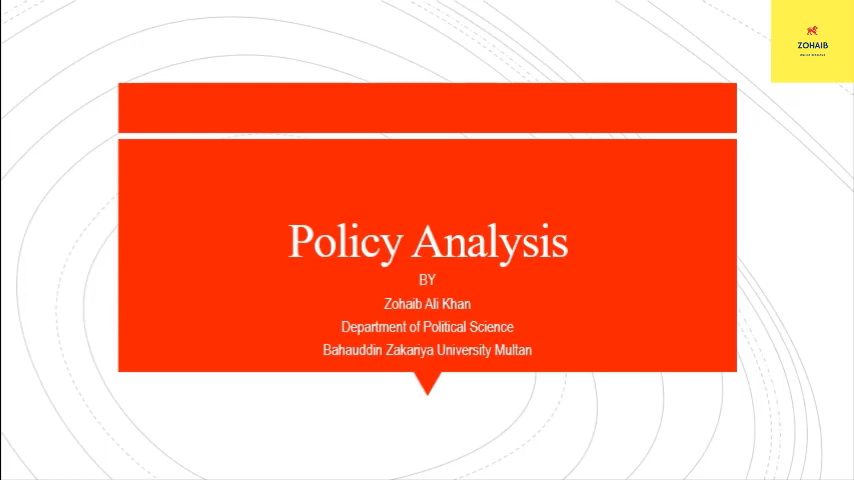 ZOHAIB
Policy Analysis
BY
Zohaib Ali Khan
Department of Political Science
Bahauddin Zakariya University Multan